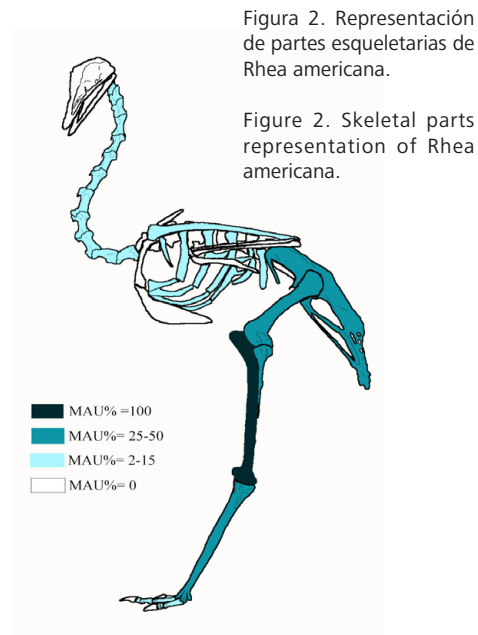 Figura 2. Representación
de partes esqueletarias de
Rhea americana.
Figure 2. Skeletal parts
representation of Rhea
americana.
MAU% =100
MAU%= 25-50
MAU%= 2-15
MAU%= 0